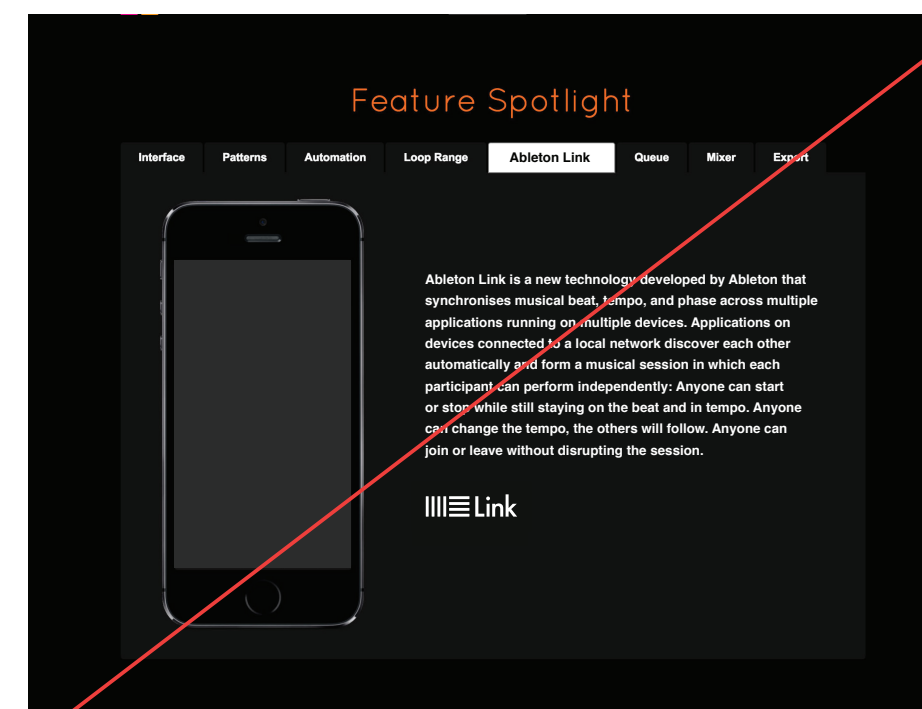 Feature Spotlight
Interface Patterns Automation Loop Range Ableton Link Queue Mixer Export
Ableton Link is a new technology developed by Ableton that
synchronises musical beat, tempo, and phase across multiple
applications running on multiple devices. Applications on
devices connected to a local network discover each other
automatically and form a musical session in which each
participant can perform independently: Anyone can start
or stop while still staying on the beat and in tempo. Anyone
can change the tempo, the others will follow. Anyone can
join or leave without disrupting the session.
Link